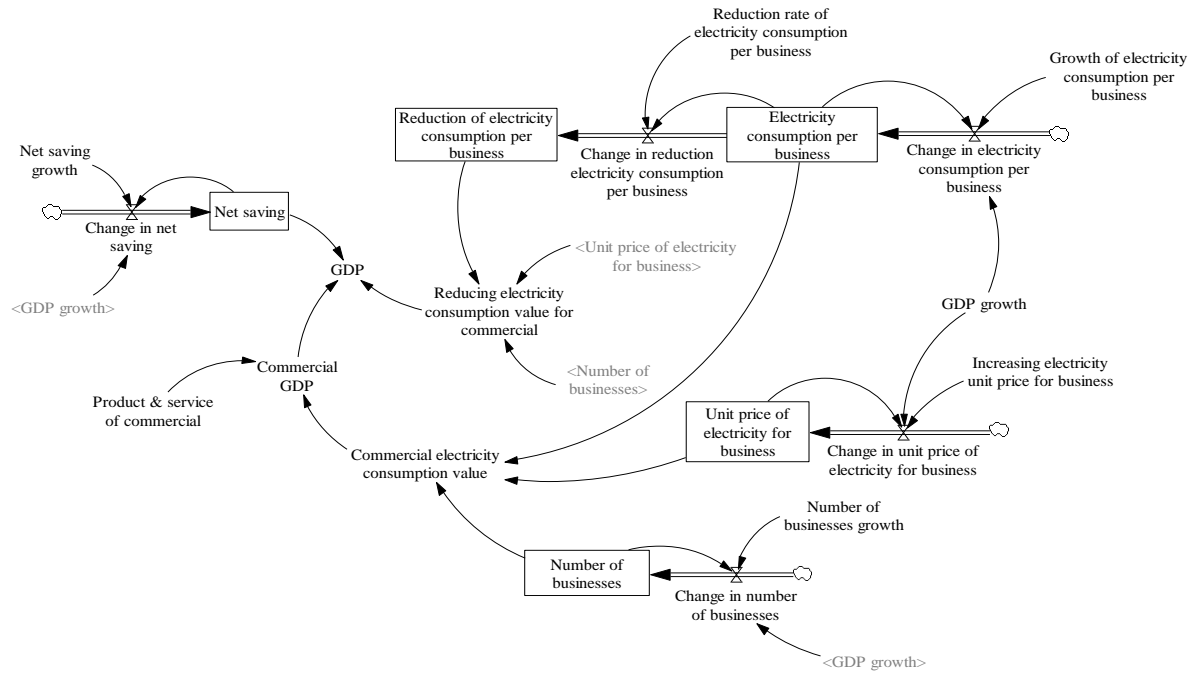 Reduction rate of
electricity consumption
per business
Growth of electricity
consumption per
business
Reduction of electricity
consumption per
business
Change in reduction
electricity consumption
per business
Electricity
consumption per
business
Change in electricity
consumption per
business
Net saving
growth
Net saving
Change in net
saving
<GDP growth>
GDP
<Unit price of electricity
for business>
Reducing electricity
consumption value for
commercial
GDP growth
<Number of
businesses>
Commercial
GDP
Product & service
of commercial
Increasing electricity
unit price for business
Unit price of
electricity for
business
Change in unit price of
electricity for business
Commercial electricity
consumption value
Number of
businesses growth
Number of
businesses
Change in number
of businesses
<GDP growth>